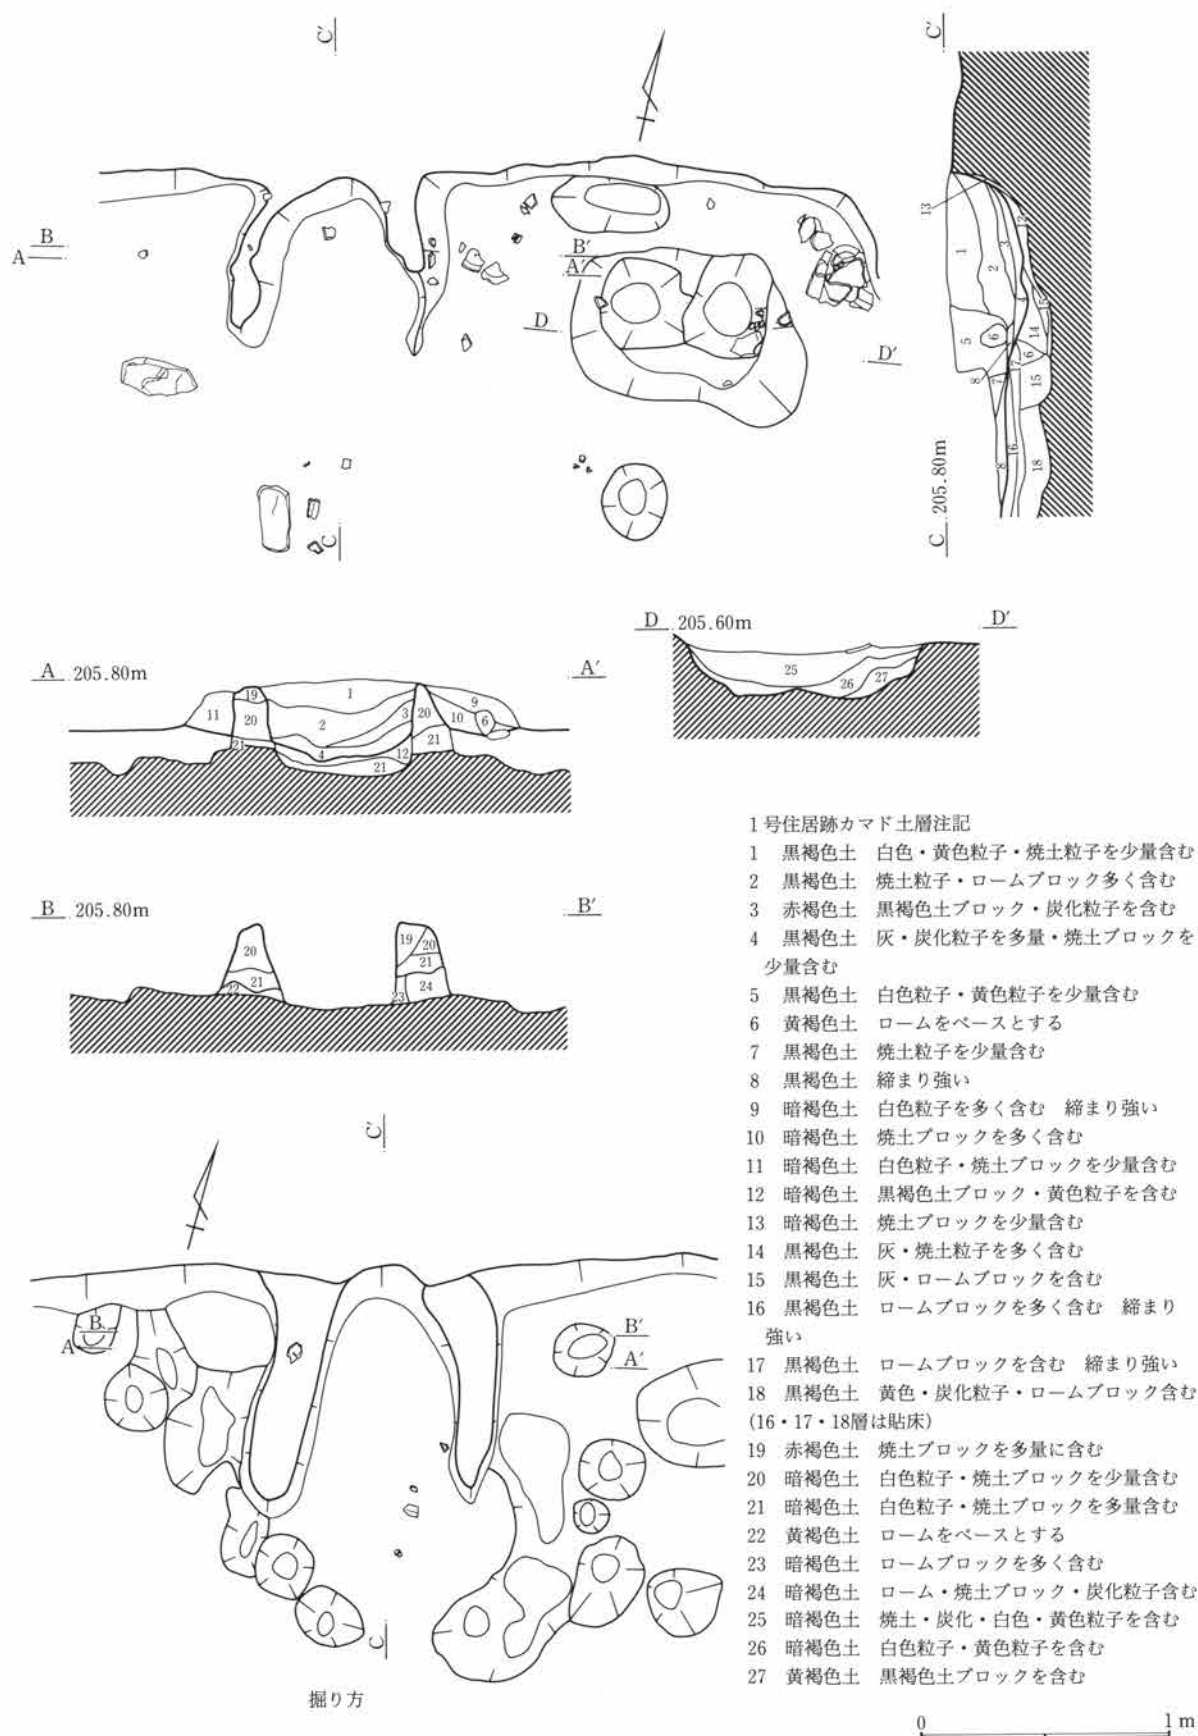 C′
C′
B
A
B′
A′
D
D′
C
C 205.80m
13
1
2
3
2
4
5
6
14
15
17
6
8
7
15
16
8
18
A 205.80m
A′
D 205.60m
D′
19
1
11
20
2
3
20
9
10
6
21
4
12
21
21
25
26
27
B 205.80m
B′
20
21
22
19
20
21
24
23
C′
B
A
B′
A′
C
掘り方
1号住居跡カマド土層注記
1 黒褐色土 白色・黄色粒子・焼土粒子を少量含む
2 黒褐色土 焼土粒子・ロームブロック多く含む
3 赤褐色土 黒褐色土ブロック・炭化粒子を含む
4 黒褐色土 灰・炭化粒子を多量・焼土ブロックを
少量含む
5 黒褐色土 白色粒子・黄色粒子を少量含む
6 黄褐色土 ロームをベースとする
7 黒褐色土 焼土粒子を少量含む
8 黒褐色土 締まり強い
9 暗褐色土 白色粒子を多く含む 締まり強い
10 暗褐色土 焼土ブロックを多く含む
11 暗褐色土 白色粒子・焼土ブロックを少量含む
12 暗褐色土 黒褐色土ブロック・黄色粒子を含む
13 暗褐色土 焼土ブロックを少量含む
14 黒褐色土 灰・焼土粒子を多く含む
15 黒褐色土 灰・ロームブロックを含む
16 黒褐色土 ロームブロックを多く含む 締まり
強い
17 黒褐色土 ロームブロックを含む 締まり強い
18 黒褐色土 黄色・炭化粒子・ロームブロック含む
(16・17・18層は貼床)
19 赤褐色土 焼土ブロックを多量に含む
20 暗褐色土 白色粒子・焼土ブロックを少量含む
21 暗褐色土 白色粒子・焼土ブロックを多量含む
22 黄褐色土 ロームをベースとする
23 暗褐色土 ロームブロックを多く含む
24 暗褐色土 ローム・焼土ブロック・炭化粒子含む
25 暗褐色土 焼土・炭化・白色・黄色粒子を含む
26 暗褐色土 白色粒子・黄色粒子を含む
27 黄褐色土 黒褐色土ブロックを含む
0 1m